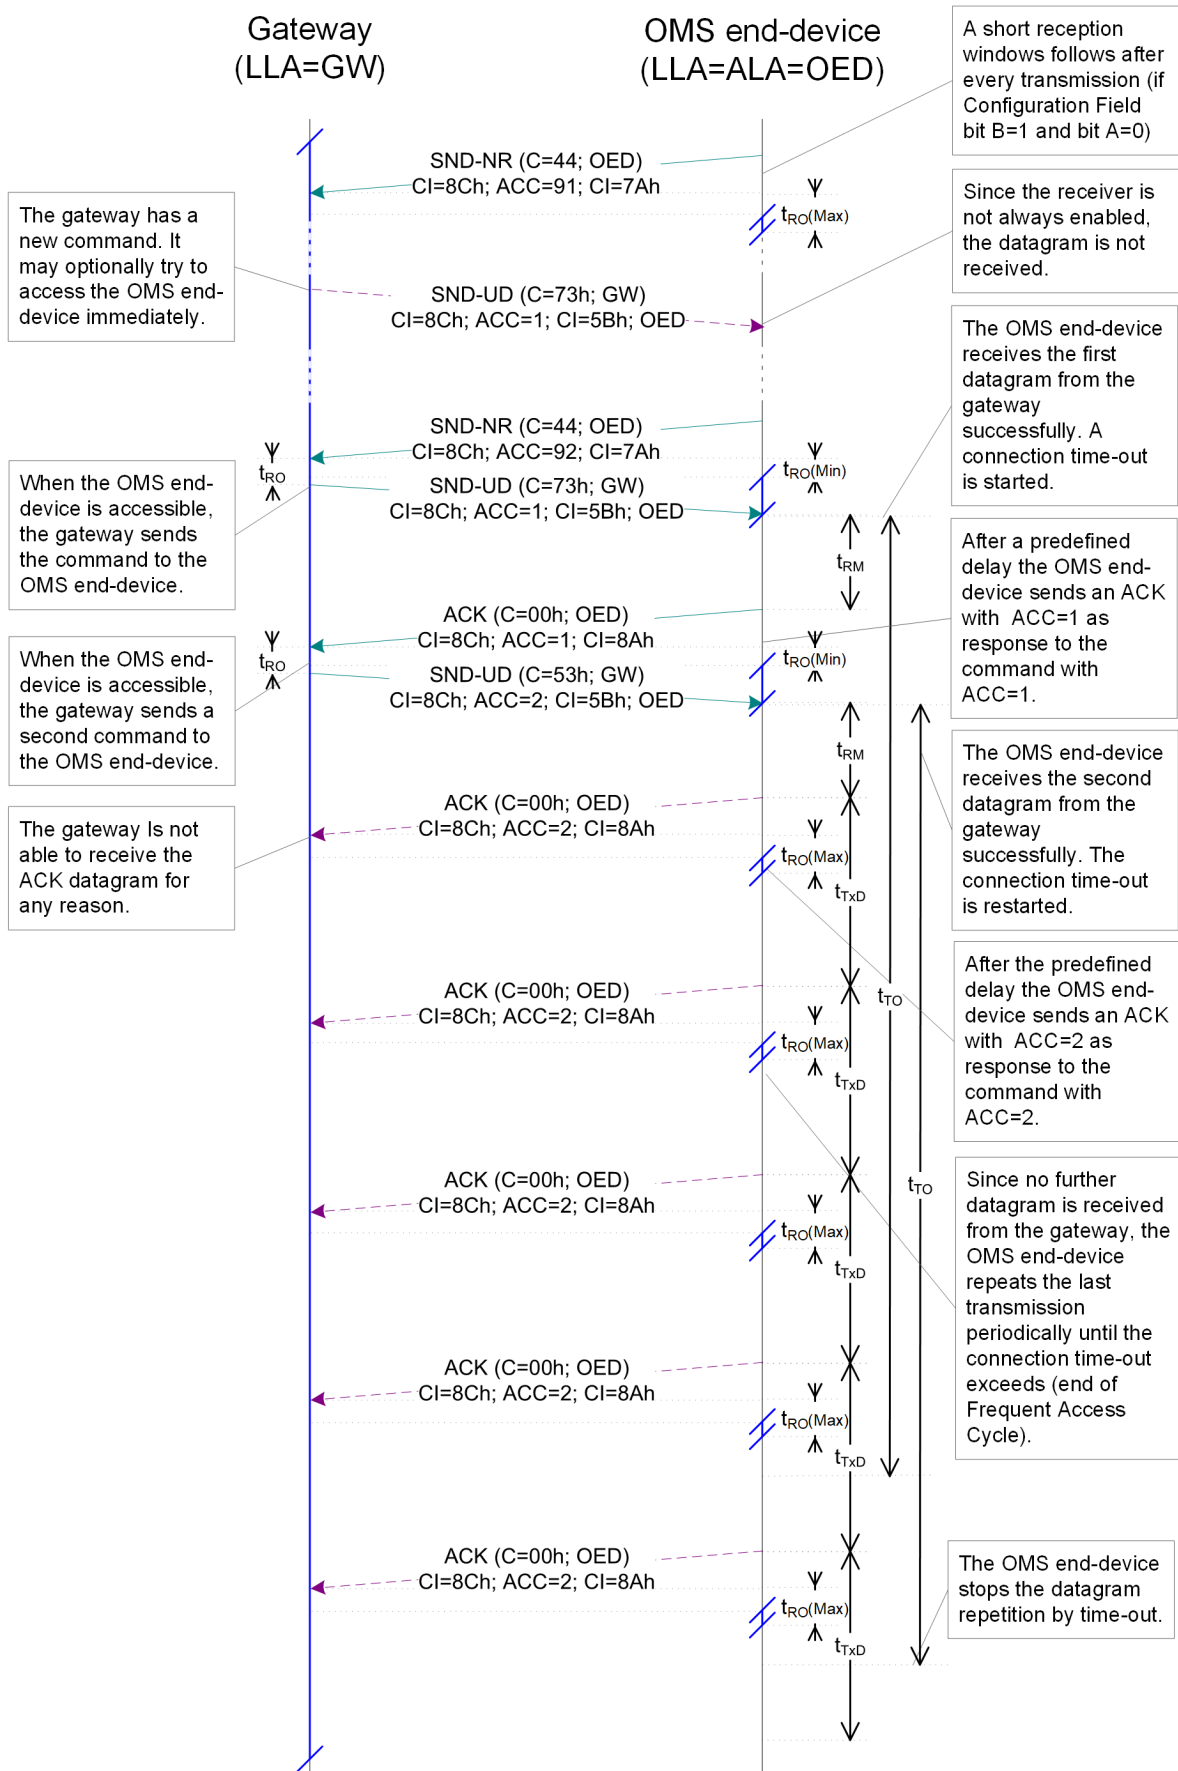 Gateway
(LLA=GW)
OMS end-device
(LLA=ALA=OED)
A short reception
windows follows after
every transmission (if
Configuration Field
bit B=1 and bit A=0)
SND-NR (C=44; OED)
CI=8Ch; ACC=91; CI=7Ah
tRO(Max)
Since the receiver is
not always enabled,
the datagram is not
received.
The gateway has a
new command. It
may optionally try to
access the OMS end-
device immediately.
SND-UD (C=73h; GW)
CI=8Ch; ACC=1; CI=5Bh; OED
The OMS end-device
receives the first
datagram from the
gateway
successfully. A
connection time-out
is started.
SND-NR (C=44; OED)
CI=8Ch; ACC=92; CI=7Ah
tRO
tRO(Min)
When the OMS end-
device is accessible,
the gateway sends
the command to the
OMS end-device.
SND-UD (C=73h; GW)
CI=8Ch; ACC=1; CI=5Bh; OED
tRM
After a predefined
delay the OMS end-
device sends an ACK
with  ACC=1 as
response to the
command with
ACC=1.
ACK (C=00h; OED)
CI=8Ch; ACC=1; CI=8Ah
tRO
tRO(Min)
When the OMS end-
device is accessible,
the gateway sends a
second command to
the OMS end-device.
SND-UD (C=53h; GW)
CI=8Ch; ACC=2; CI=5Bh; OED
tRM
The OMS end-device
receives the second
datagram from the
gateway
successfully. The
connection time-out
is restarted.
ACK (C=00h; OED)
CI=8Ch; ACC=2; CI=8Ah
The gateway Is not
able to receive the
ACK datagram for
any reason.
tRO(Max)
tTxD
After the predefined
delay the OMS end-
device sends an ACK
with  ACC=2 as
response to the
command with
ACC=2.
ACK (C=00h; OED)
CI=8Ch; ACC=2; CI=8Ah
tTO
tRO(Max)
tTxD
Since no further
datagram is received
from the gateway, the
OMS end-device
repeats the last
transmission
periodically until the
connection time-out
exceeds (end of
Frequent Access
Cycle).
ACK (C=00h; OED)
CI=8Ch; ACC=2; CI=8Ah
tTO
tRO(Max)
tTxD
ACK (C=00h; OED)
CI=8Ch; ACC=2; CI=8Ah
tRO(Max)
tTxD
ACK (C=00h; OED)
CI=8Ch; ACC=2; CI=8Ah
tRO(Max)
tTxD
The OMS end-device
stops the datagram
repetition by time-out.